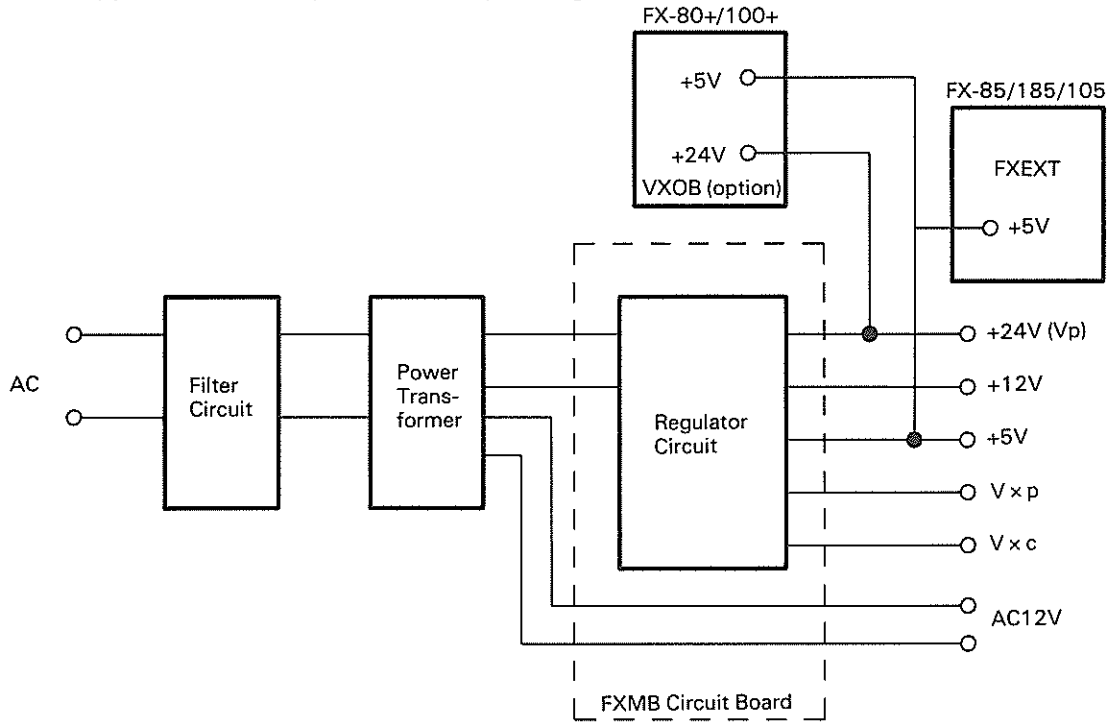 FX-80+/100+
+5V
+24V
VXOB (option)
FX-85/185/105
FXEXT
+5V
AC
Filter
Circuit
Power
Trans-
former
Regulator
Circuit
+24V (Vp)
+12V
+5V
V × p
V × c
AC12V
FXMB Circuit Board